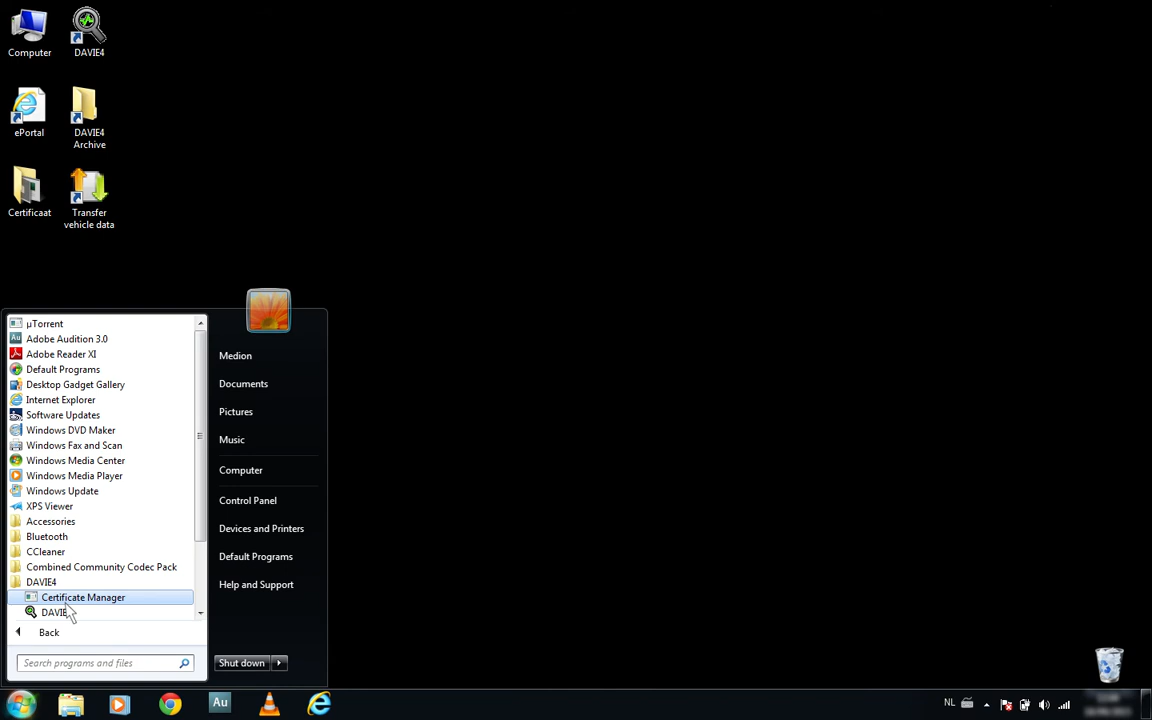 Computer
DAVIE4
ePortal
DAVIE4
Archive
Certificaat
Transfer
vehicle data
µTorrent
Adobe Audition 3.0
Adobe Reader XI
Default Programs
Desktop Gadget Gallery
Internet Explorer
Software Updates
Windows DVD Maker
Windows Fax and Scan
Windows Media Center
Windows Media Player
Windows Update
XPS Viewer
Accessories
Bluetooth
CCleaner
Combined Community Codec Pack
DAVIE4
Certificate Manager
Back
Search programs and files
Medion
Documents
Pictures
Music
Computer
Control Panel
Devices and Printers
Default Programs
Help and Support
Shut down
Au
NL